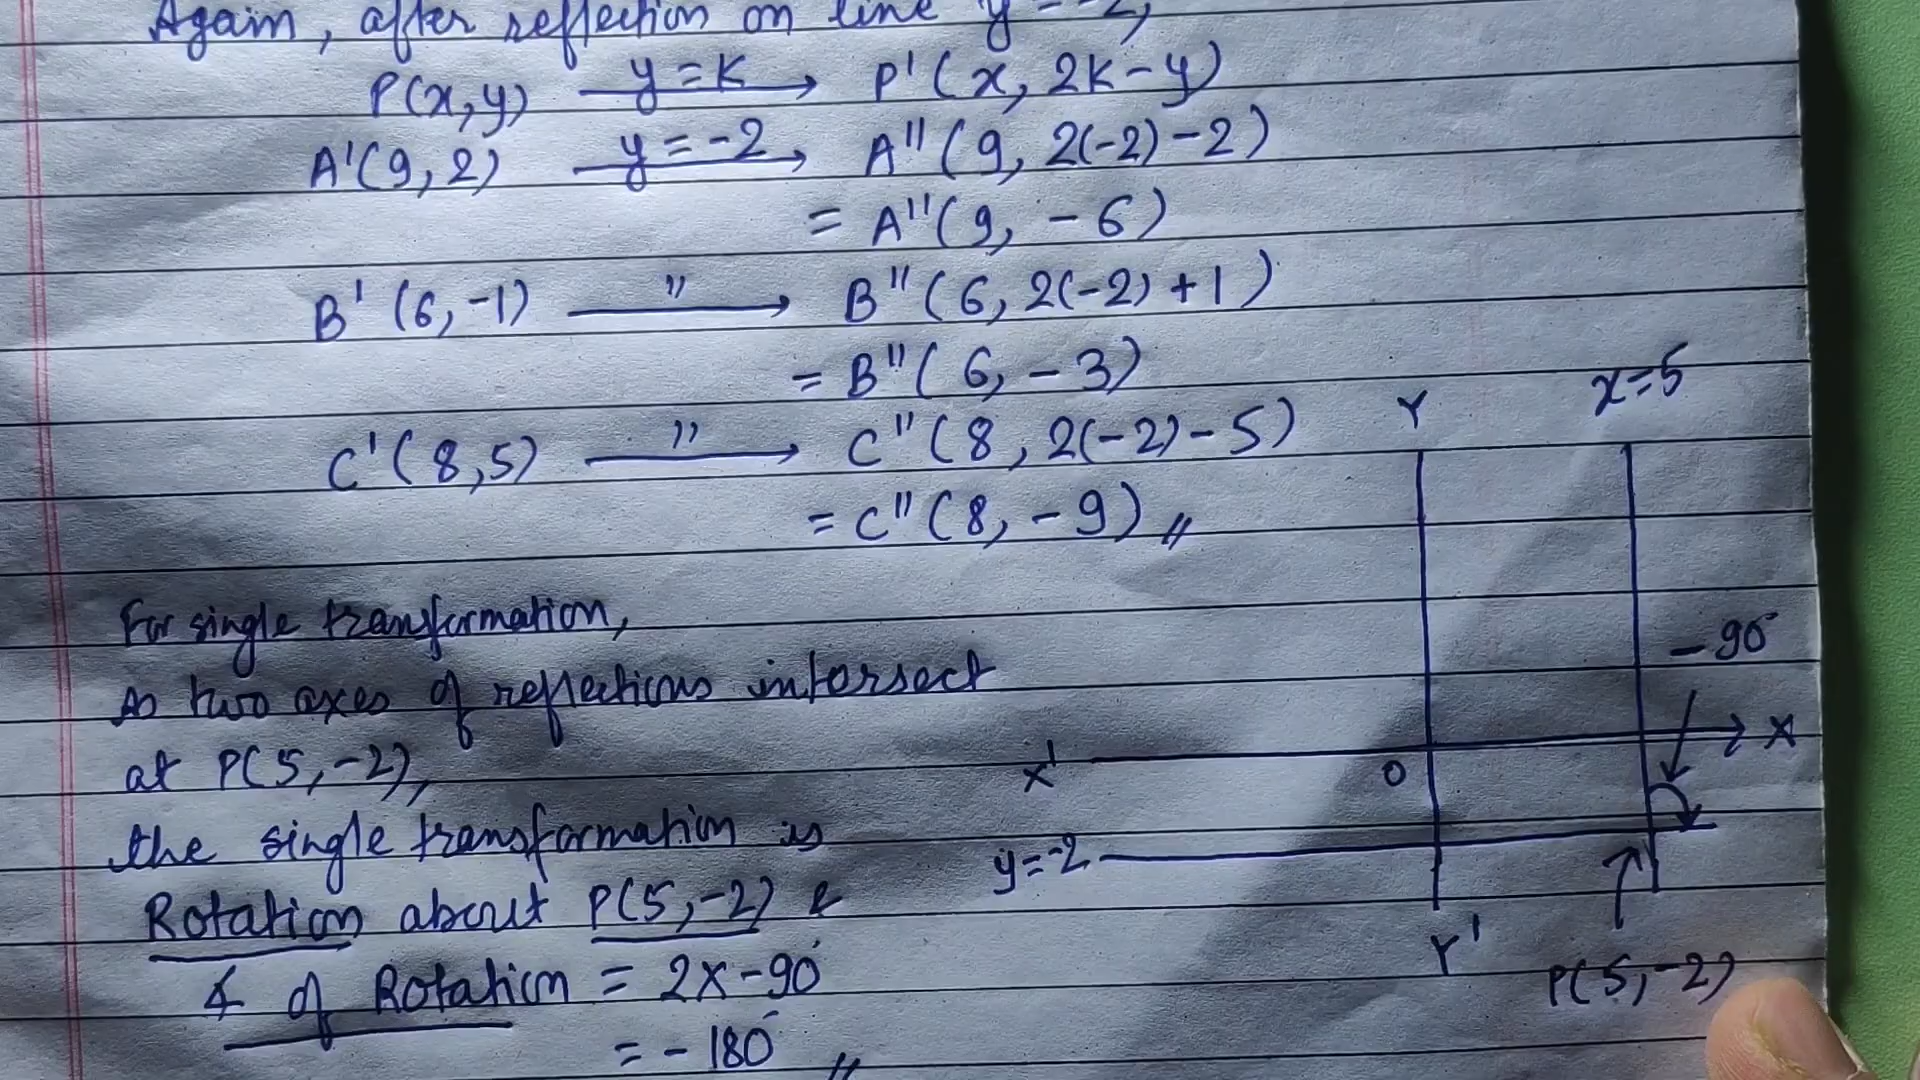 Again, after reflection on line y = -2,
P(x,y) y = K → P'(x, 2K-y)
A'(9,2) y = -2 → A''(9, 2(-2)-2)
= A''(9, -6)
B'(6,-1) '' → B''(6, 2(-2)+1)
= B''(6, -3)
C'(8,5) '' → C''(8, 2(-2)-5)
= C''(8, -9) //
For single transformation,
As two axes of reflections intersect
at P(5,-2),
the single transformation is
Rotation about P(5,-2) &
∡ of Rotation = 2x-90°
= -180° //
Y
x=5
-90°
X'
O
X
y=-2
Y'
P(5,-2)